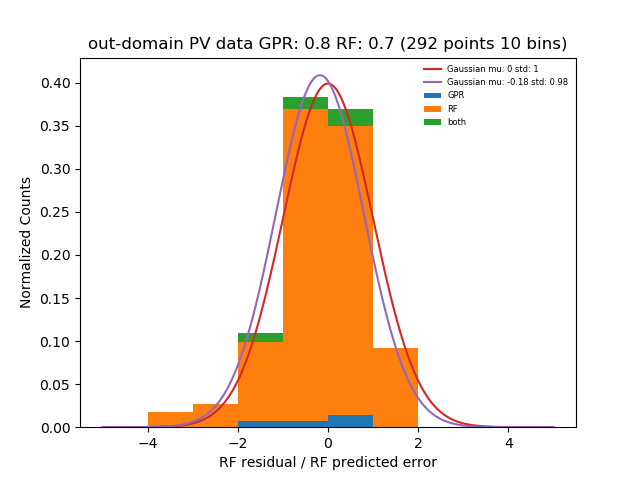 out-domain PV data GPR: 0.8 RF: 0.7 (292 points 10 bins)
Gaussian mu: 0 std: 1
Gaussian mu: -0.18 std: 0.98
GPR
RF
both
0.40
0.35
0.30
0.25
0.20
0.15
0.10
0.05
0.00
Normalized Counts
−4 −2 0 2 4
RF residual / RF predicted error